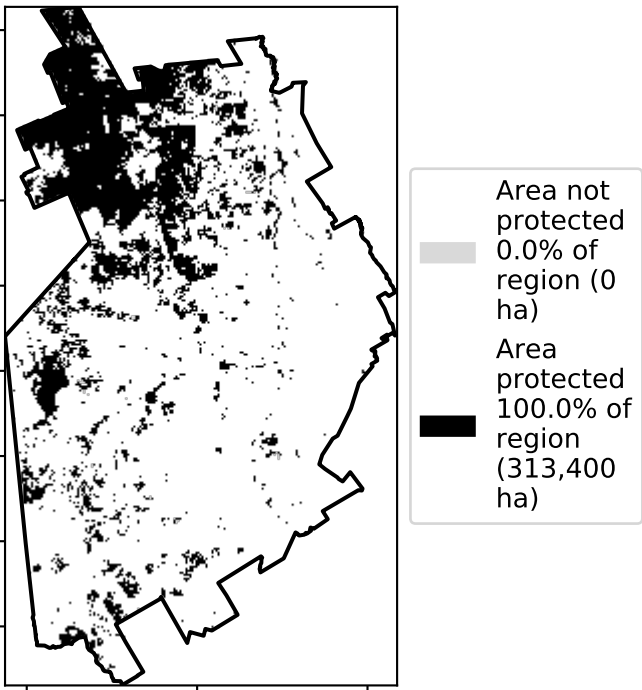 Area not
protected
0.0% of
region (0
ha)
Area
protected
100.0% of
region
(313,400
ha)